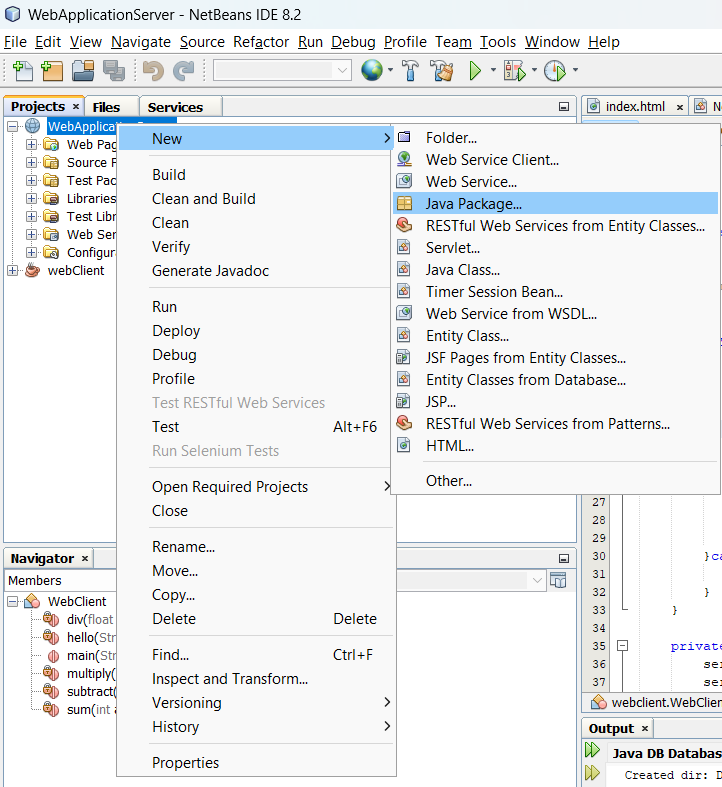 WebApplicationServer - NetBeans IDE 8.2
File Edit View Navigate Source Refactor Run Debug Profile Team Tools Window Help
Projects × Files Services
index.html ×
New
Build
Clean and Build
Clean
Verify
Generate Javadoc
Run
Deploy
Debug
Profile
Test RESTful Web Services
Test Alt+F6
Run Selenium Tests
Open Required Projects
Close
Rename...
Move...
Copy...
Delete Delete
Find... Ctrl+F
Inspect and Transform...
Versioning
History
Properties
Folder...
Web Service Client...
Web Service...
Java Package...
RESTful Web Services from Entity Classes...
Servlet...
Java Class...
Timer Session Bean...
Web Service from WSDL...
Entity Class...
JSF Pages from Entity Classes...
Entity Classes from Database...
JSP...
RESTful Web Services from Patterns...
HTML...
Other...
Web Pag
Source P
Test Pac
Libraries
Test Libr
Web Ser
Configura
webClient
Navigator ×
Members
WebClient
div(float
hello(Str
main(Str
multiply(
subtract(
sum(int a
27
28
29
30 }ca
31
32 }
33 }
34
35 private
36 ser
37 ser
webclient.WebClien
Output ×
Java DB Databas
Created dir: D